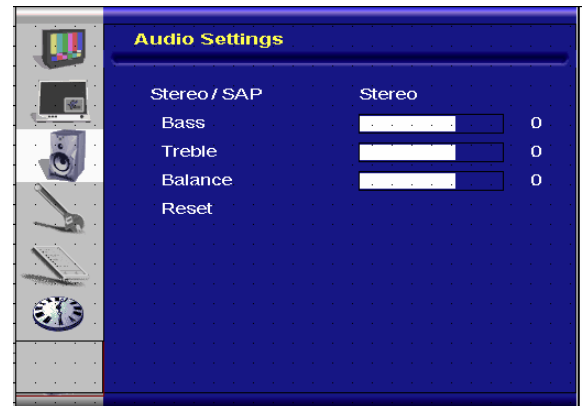 Audio Settings
Stereo / SAP Stereo
Bass 0
Treble 0
Balance 0
Reset